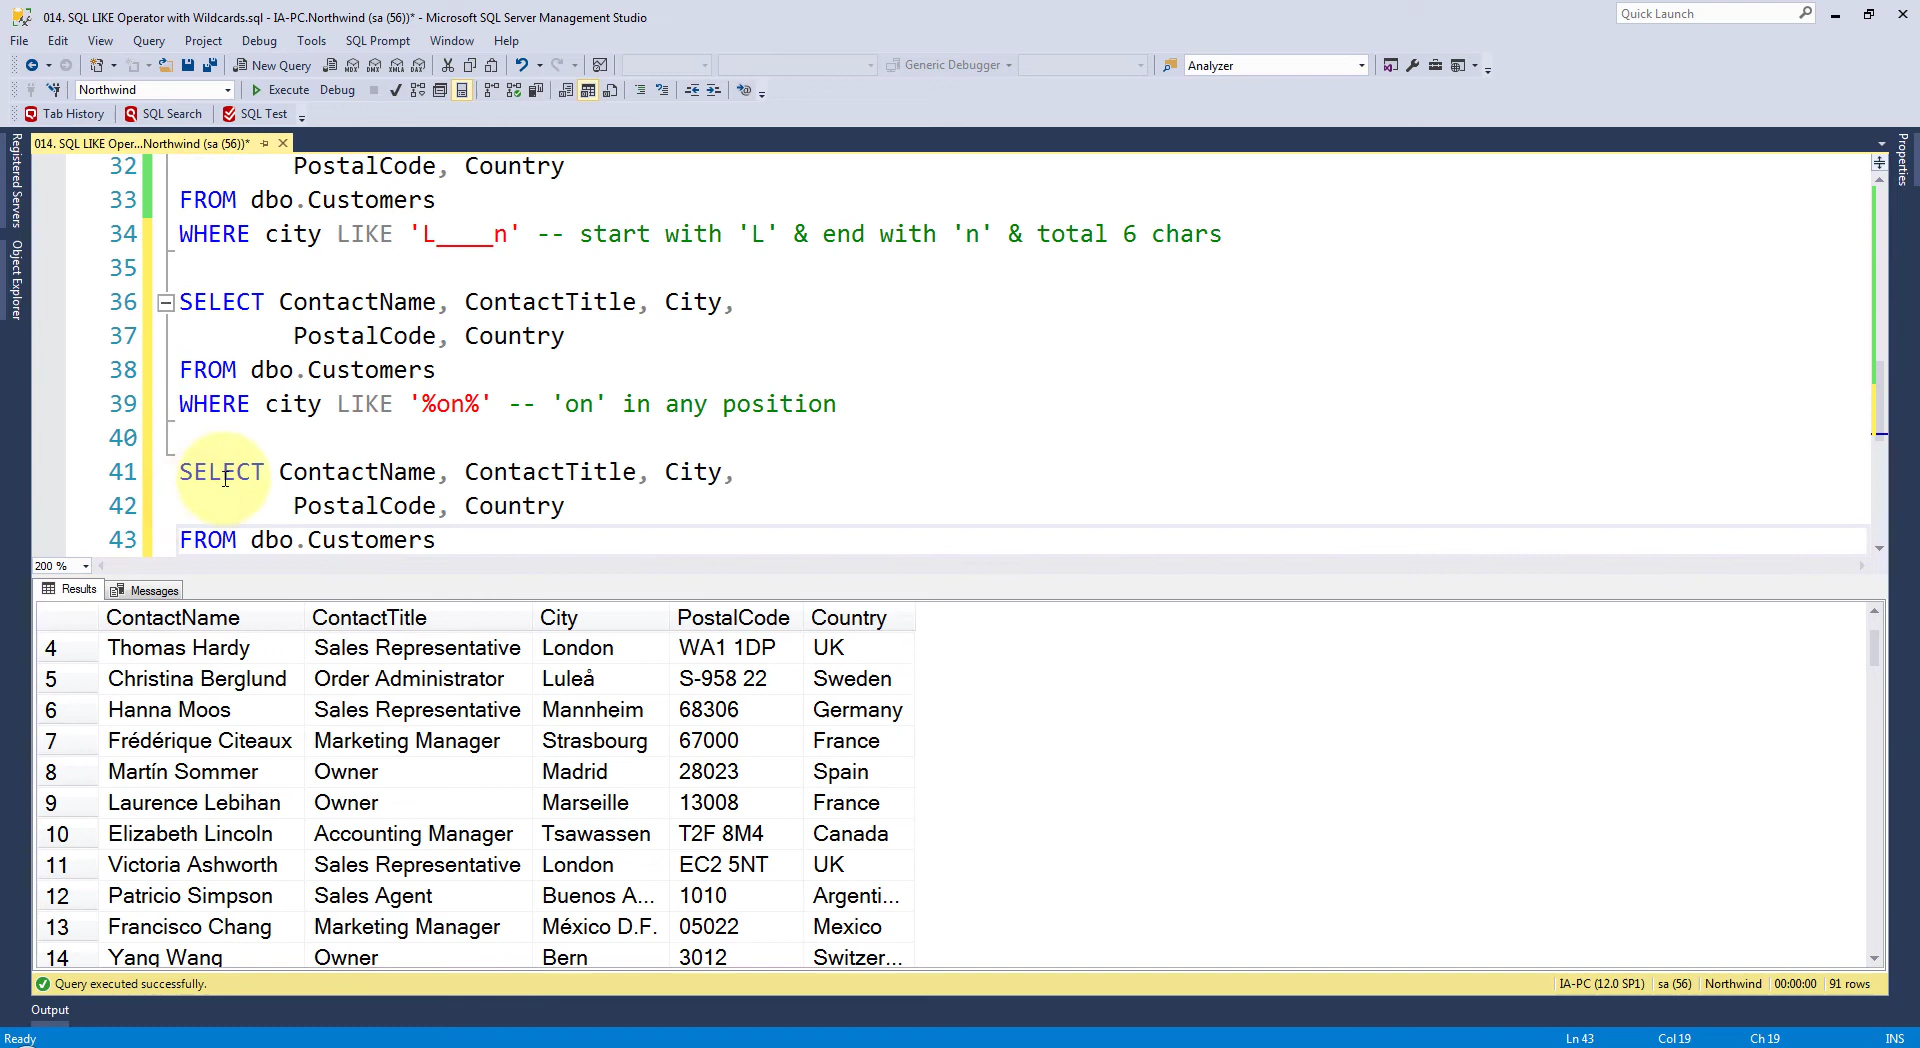 014. SQL LIKE Operator with Wildcards.sql - IA-PC.Northwind (sa (56))* - Microsoft SQL Server Management Studio
Quick Launch
File Edit View Query Project Debug Tools SQL Prompt Window Help
New Query
Generic Debugger
Analyzer
Northwind
Execute Debug
Tab History SQL Search SQL Test
Registered Servers
Object Explorer
Properties
014. SQL LIKE Oper...Northwind (sa (56))*
32 PostalCode, Country
33 FROM dbo.Customers
34 WHERE city LIKE 'L____n' -- start with 'L' & end with 'n' & total 6 chars
35
36 SELECT ContactName, ContactTitle, City,
37 PostalCode, Country
38 FROM dbo.Customers
39 WHERE city LIKE '%on%' -- 'on' in any position
40
41 SELECT ContactName, ContactTitle, City,
42 PostalCode, Country
43 FROM dbo.Customers
200 %
Results Messages
ContactName ContactTitle City PostalCode Country
4 Thomas Hardy Sales Representative London WA1 1DP UK
5 Christina Berglund Order Administrator Luleå S-958 22 Sweden
6 Hanna Moos Sales Representative Mannheim 68306 Germany
7 Frédérique Citeaux Marketing Manager Strasbourg 67000 France
8 Martín Sommer Owner Madrid 28023 Spain
9 Laurence Lebihan Owner Marseille 13008 France
10 Elizabeth Lincoln Accounting Manager Tsawassen T2F 8M4 Canada
11 Victoria Ashworth Sales Representative London EC2 5NT UK
12 Patricio Simpson Sales Agent Buenos A... 1010 Argenti...
13 Francisco Chang Marketing Manager México D.F. 05022 Mexico
14 Yang Wang Owner Bern 3012 Switzer...
Query executed successfully.
IA-PC (12.0 SP1) sa (56) Northwind 00:00:00 91 rows
Output
Ready
Ln 43 Col 19 Ch 19 INS